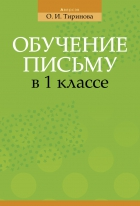 О. И. Тиринова
ОБУЧЕНИЕ
ПИСЬМУ
в 1 классе